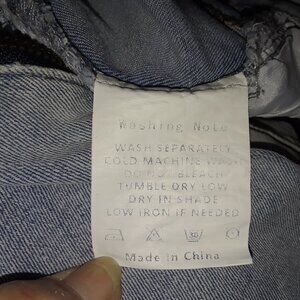 Washing Note
WASH SEPARATELY
COLD MACHINE WASH
DO NOT BLEACH
TUMBLE DRY LOW
DRY IN SHADE
LOW IRON IF NEEDED
Made in China